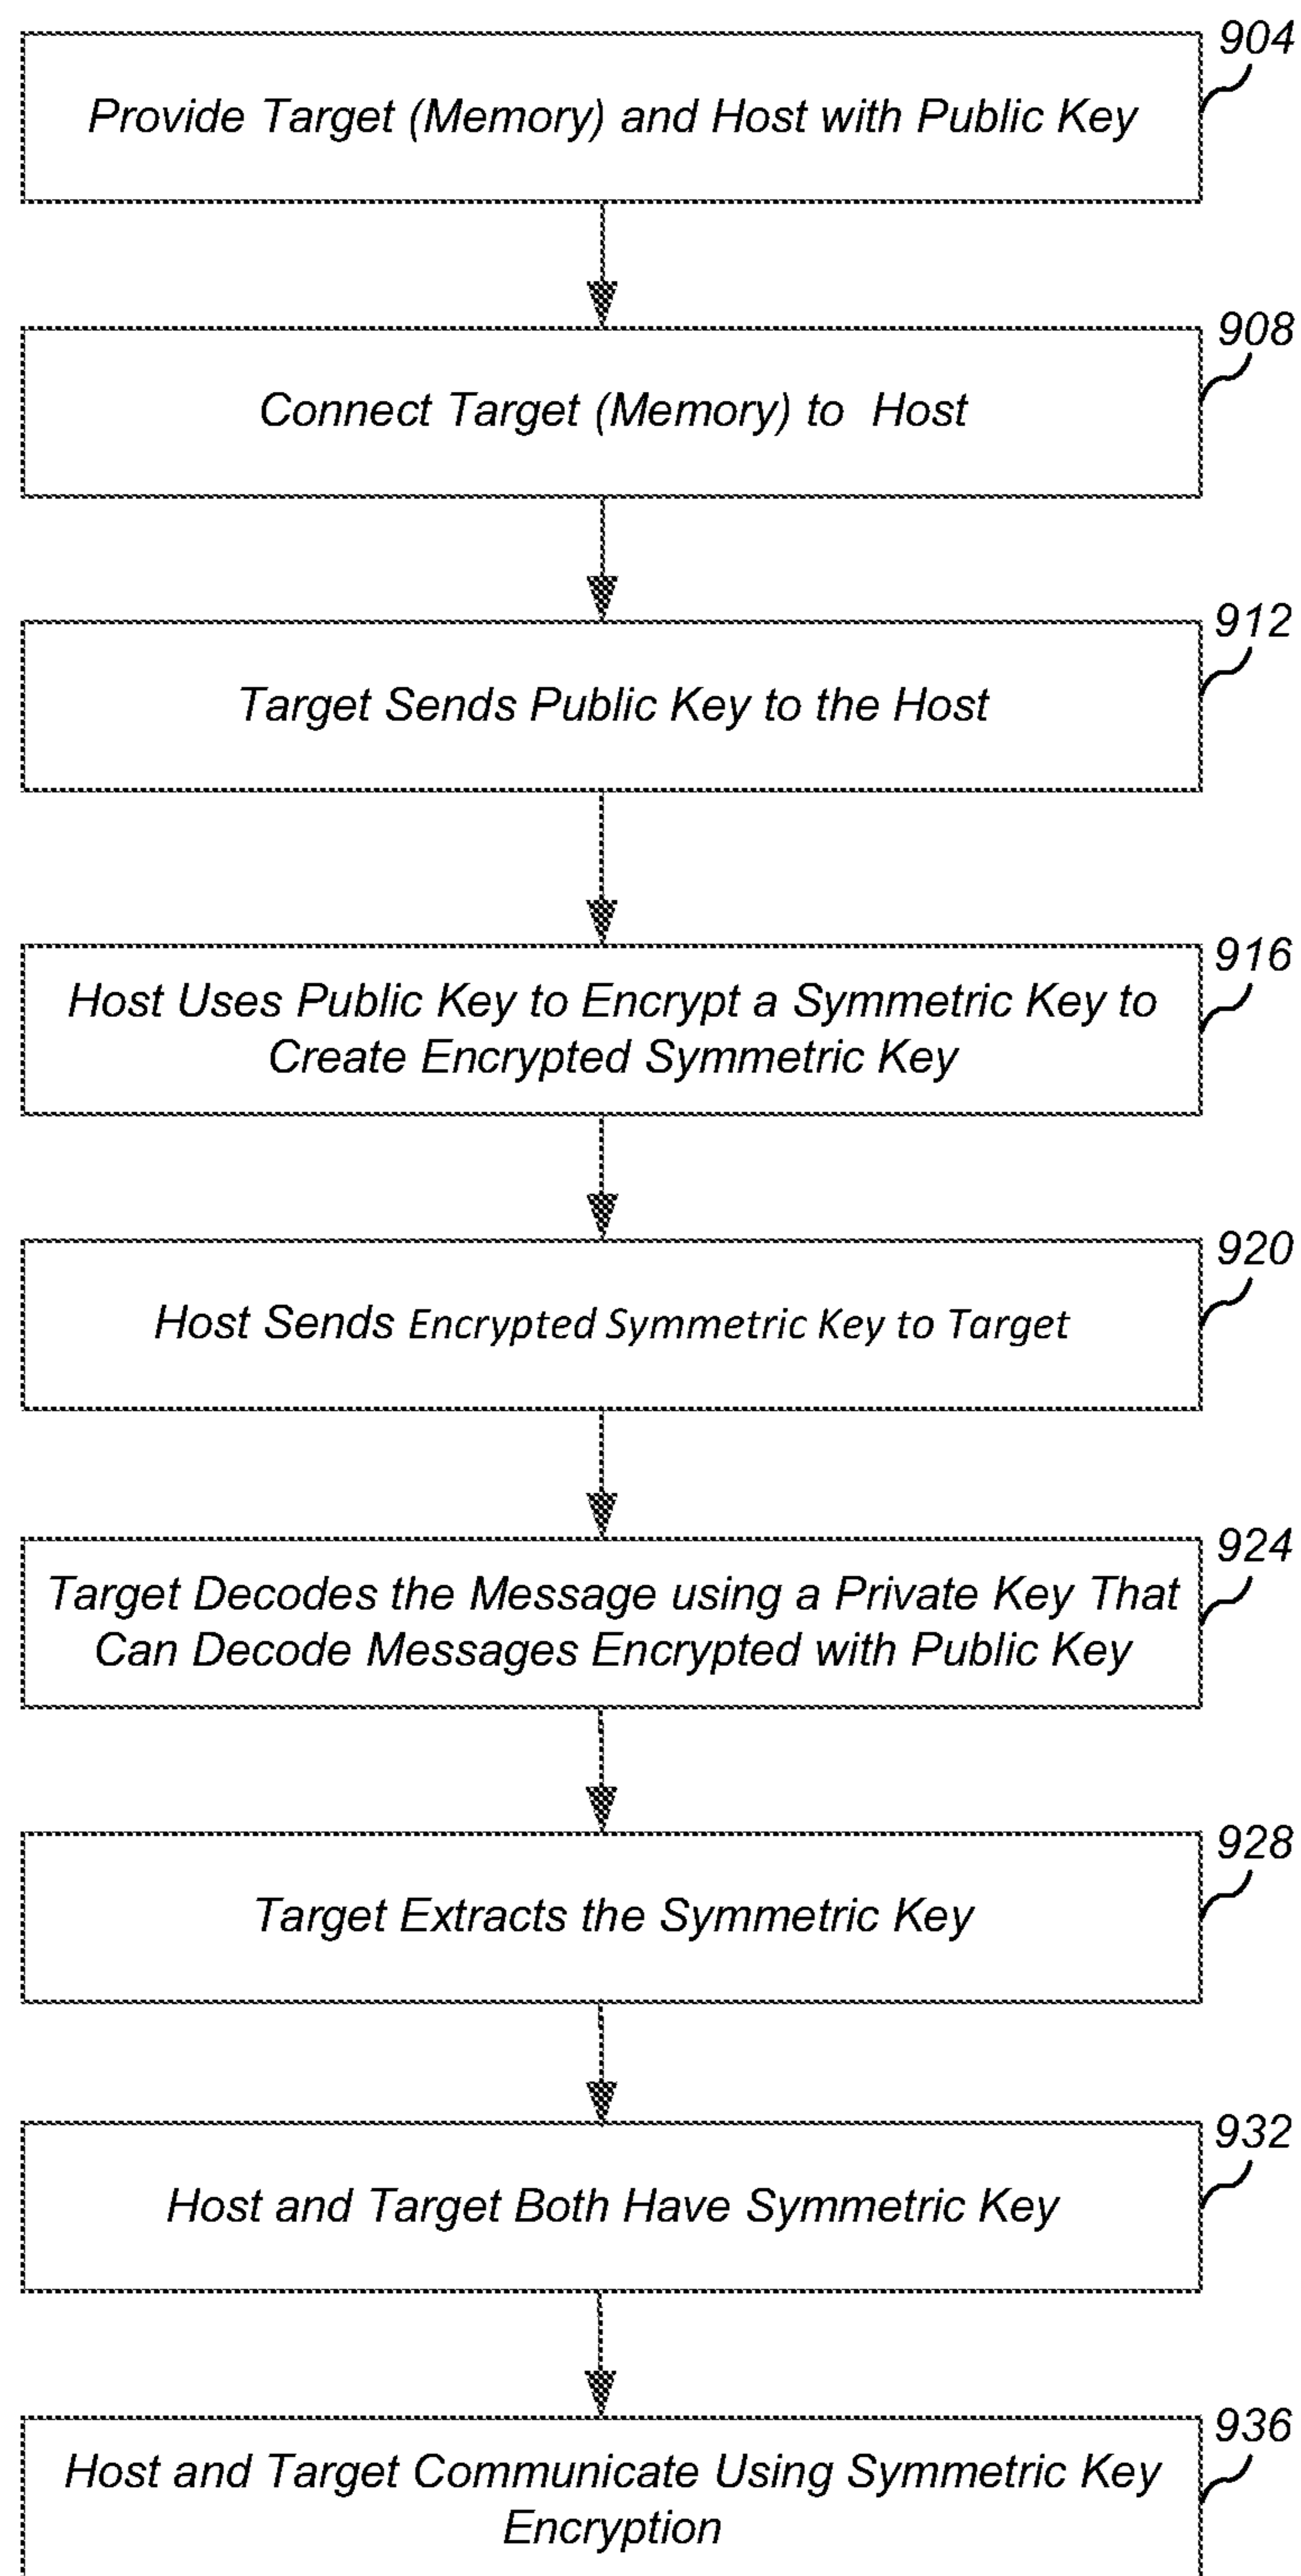 904
Provide Target (Memory) and Host with Public Key
908
Connect Target (Memory) to Host
912
Target Sends Public Key to the Host
916
Host Uses Public Key to Encrypt a Symmetric Key to
Create Encrypted Symmetric Key
920
Host Sends Encrypted Symmetric Key to Target
924
Target Decodes the Message using a Private Key That
Can Decode Messages Encrypted with Public Key
928
Target Extracts the Symmetric Key
932
Host and Target Both Have Symmetric Key
936
Host and Target Communicate Using Symmetric Key
Encryption